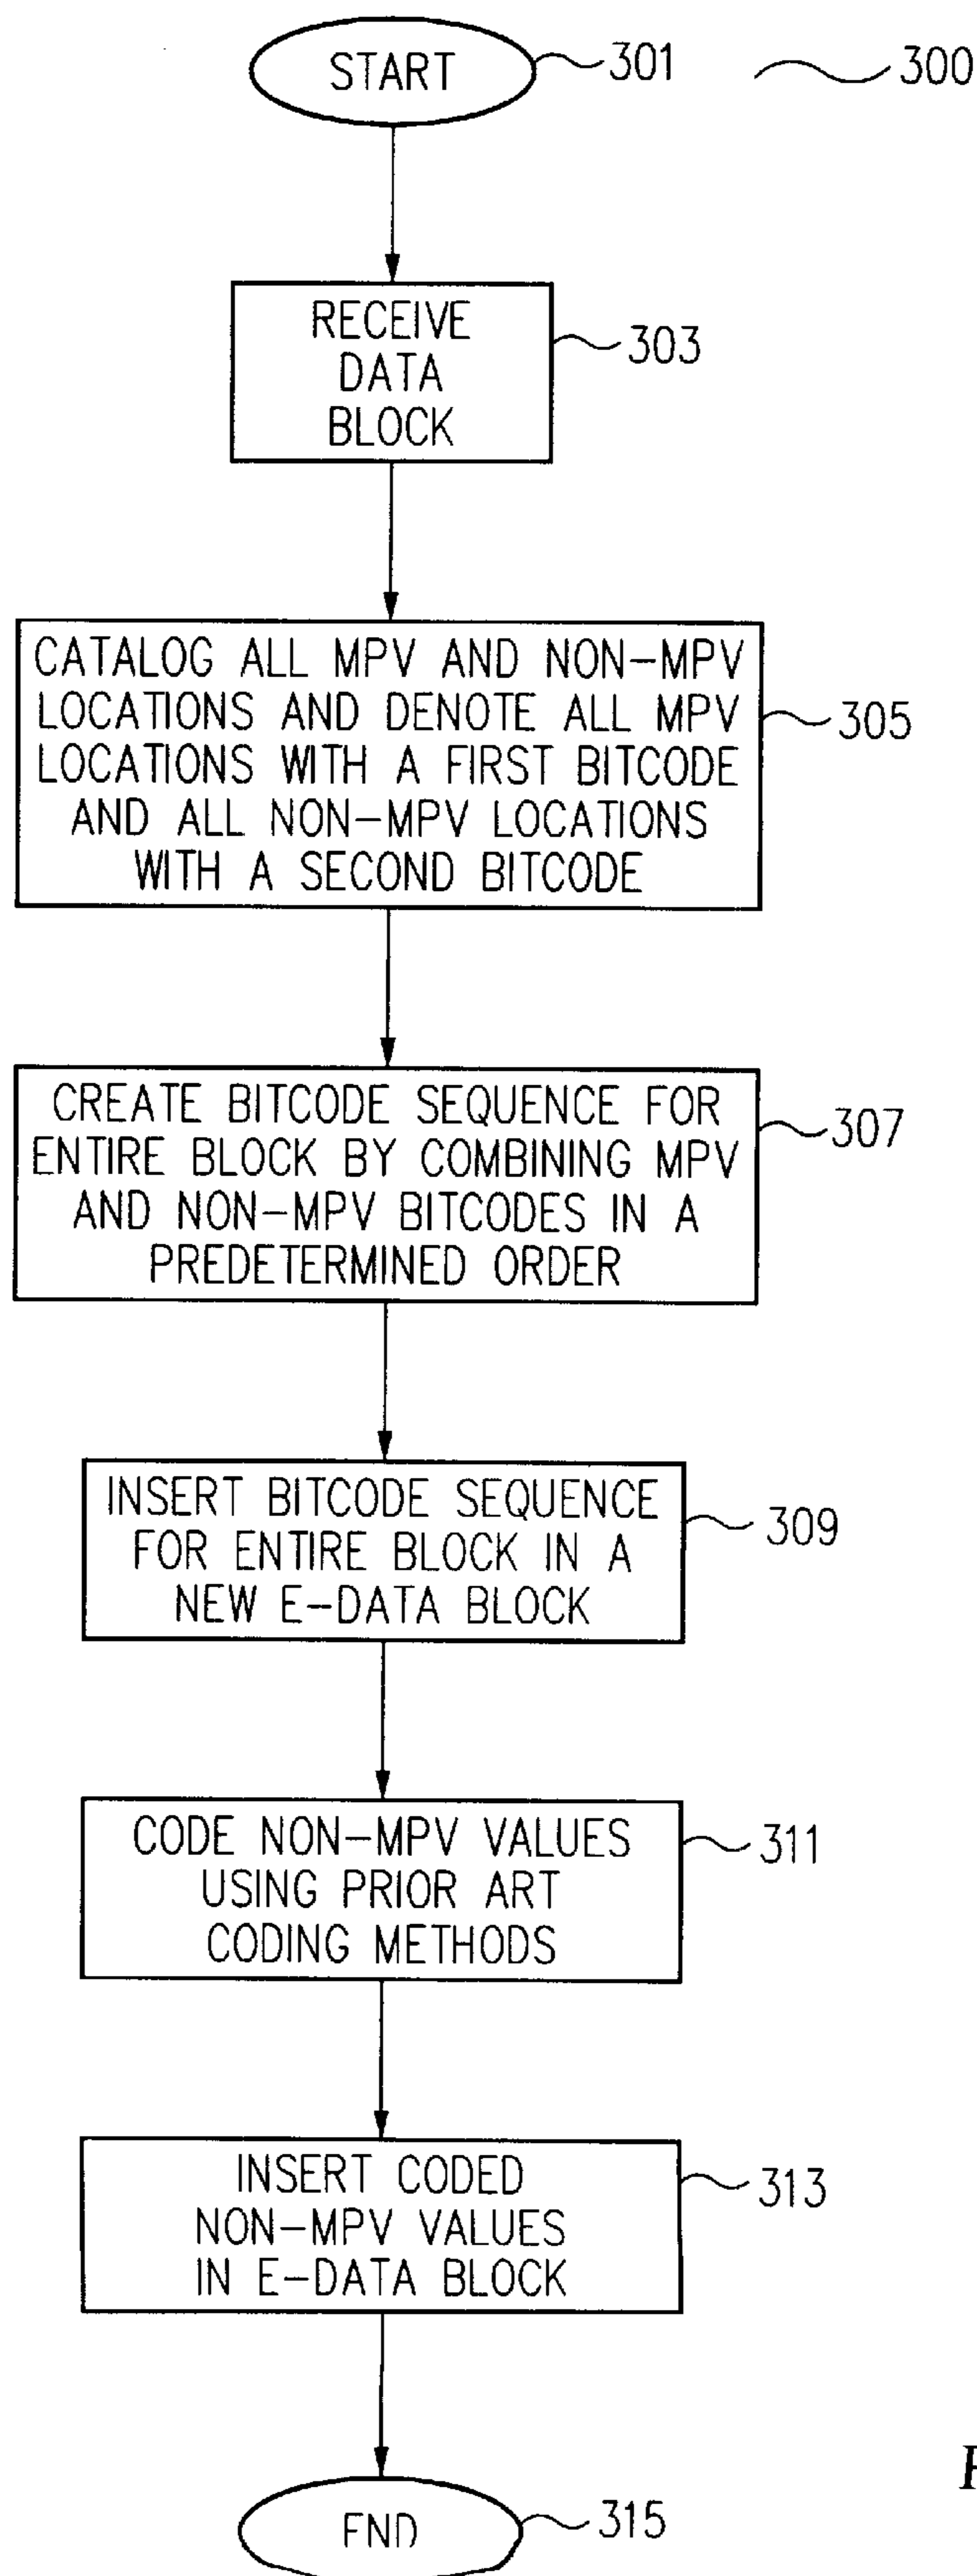 START
301
300
RECEIVE
DATA
BLOCK
303
CATALOG ALL MPV AND NON-MPV
LOCATIONS AND DENOTE ALL MPV
LOCATIONS WITH A FIRST BITCODE
AND ALL NON-MPV LOCATIONS
WITH A SECOND BITCODE
305
CREATE BITCODE SEQUENCE FOR
ENTIRE BLOCK BY COMBINING MPV
AND NON-MPV BITCODES IN A
PREDETERMINED ORDER
307
INSERT BITCODE SEQUENCE
FOR ENTIRE BLOCK IN A
NEW E-DATA BLOCK
309
CODE NON-MPV VALUES
USING PRIOR ART
CODING METHODS
311
INSERT CODED
NON-MPV VALUES
IN E-DATA BLOCK
313
END
315